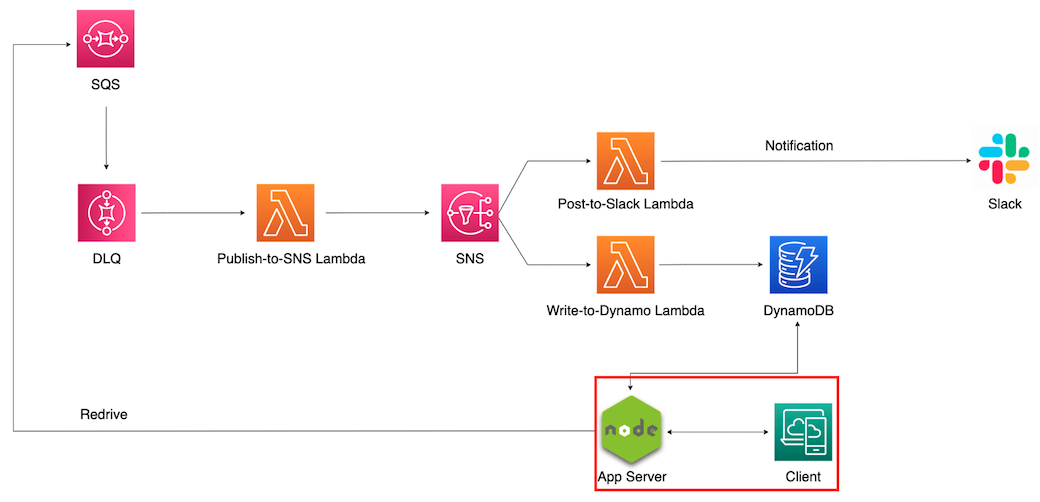 SQS
Notification
Post-to-Slack Lambda
Slack
DLQ
Publish-to-SNS Lambda
SNS
Write-to-Dynamo Lambda
DynamoDB
Redrive
node
App Server
Client